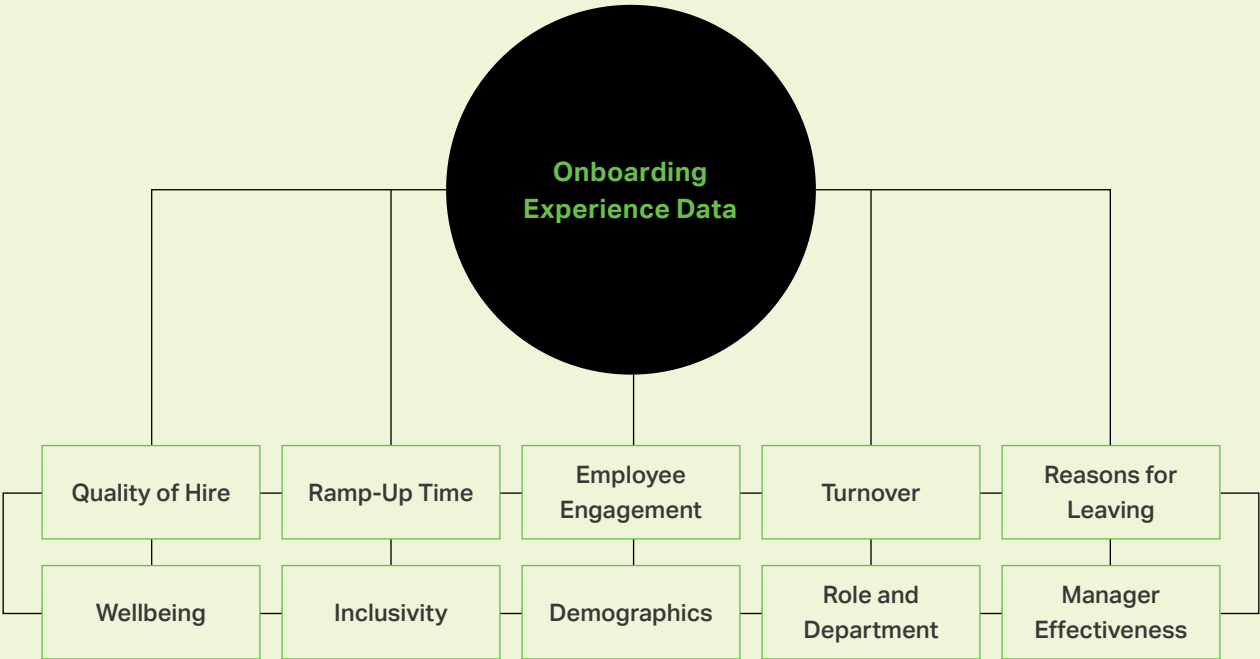 Onboarding
Experience Data
Quality of Hire
Ramp-Up Time
Employee
Engagement
Turnover
Reasons for
Leaving
Wellbeing
Inclusivity
Demographics
Role and
Department
Manager
Effectiveness